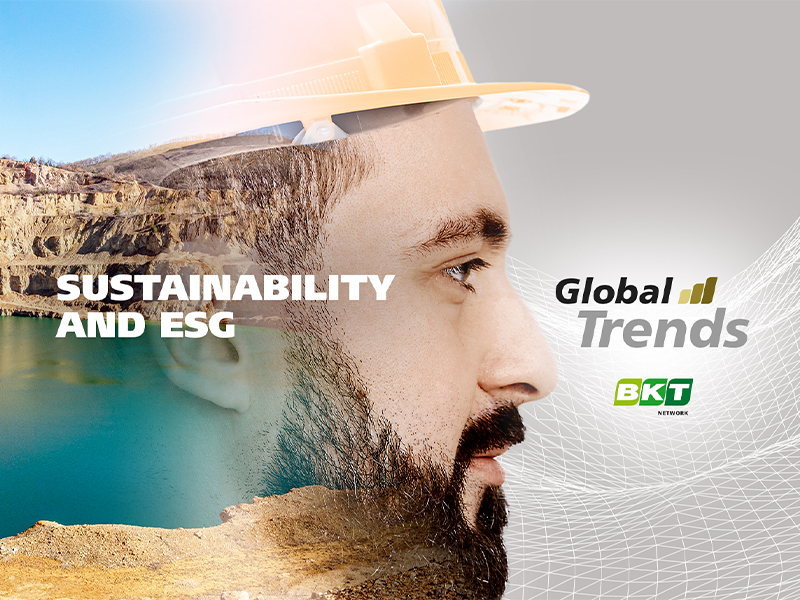 SUSTAINABILITY
AND ESG
Global
Trends
BKT
NETWORK